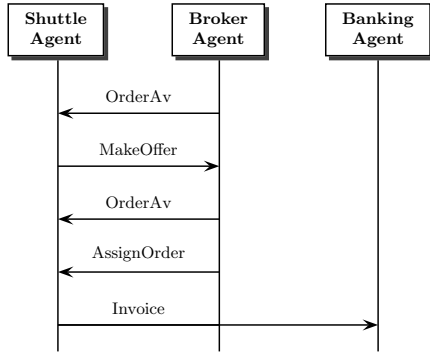 Shuttle
Agent
Broker
Agent
Banking
Agent
OrderAv
MakeOffer
OrderAv
AssignOrder
Invoice